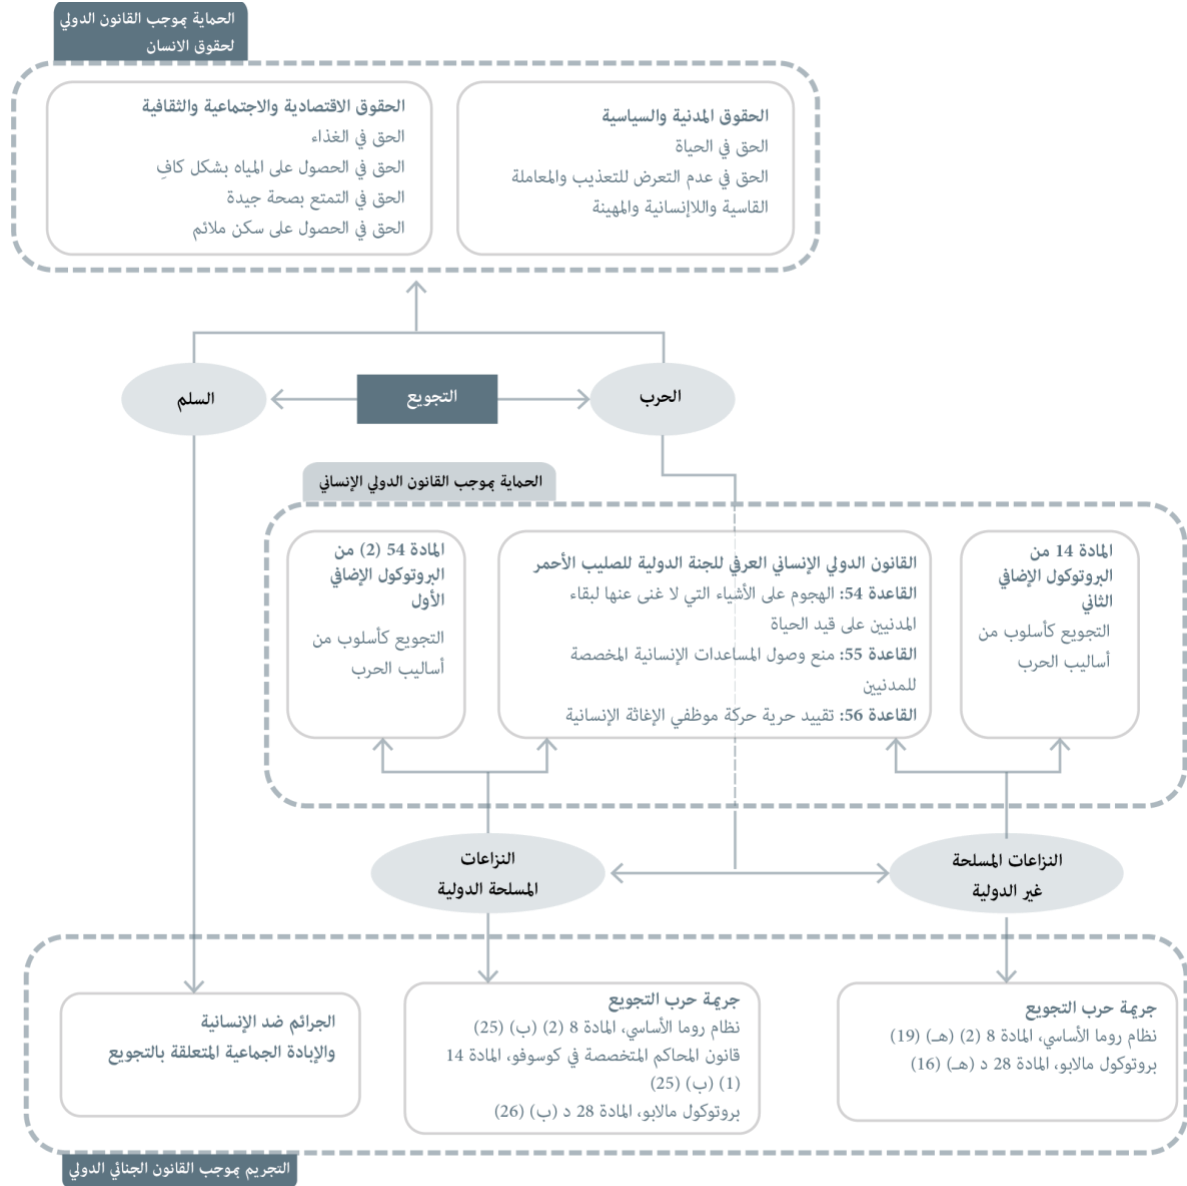 الحماية بموجب القانون الدولي
لحقوق الانسان
الحقوق المدنية والسياسية
الحق في الحياة
الحق في عدم التعرض للتعذيب والمعاملة
القاسية واللاإنسانية والمهينة
الحقوق الاقتصادية والاجتماعية والثقافية
الحق في الغذاء
الحق في الحصول على المياه بشكل كافِ
الحق في التمتع بصحة جيدة
الحق في الحصول على سكن ملائم
الحرب
التجويع
السلم
الحماية بموجب القانون الدولي الإنساني
المادة 14 من
البروتوكول الإضافي
الثاني
التجويع كأسلوب من
أساليب الحرب
القانون الدولي الإنساني العرفي للجنة الدولية للصليب الأحمر
القاعدة 54: الهجوم على الأشياء التي لا غنى عنها لبقاء
المدنيين على قيد الحياة
القاعدة 55: منع وصول المساعدات الإنسانية المخصصة
للمدنيين
القاعدة 56: تقييد حرية حركة موظفي الإغاثة الإنسانية
المادة 54 (2) من
البروتوكول الإضافي
الأول
التجويع كأسلوب من
أساليب الحرب
النزاعات المسلحة
غير الدولية
النزاعات
المسلحة الدولية
جريمة حرب التجويع
نظام روما الأساسي، المادة 8 (2) (هـ) (19)
بروتوكول مالابو، المادة 28 د (هـ) (16)
جريمة حرب التجويع
نظام روما الأساسي، المادة 8 (2) (ب) (25)
قانون المحاكم المتخصصة في كوسوفو، المادة 14
(1) (ب) (25)
بروتوكول مالابو، المادة 28 د (ب) (26)
الجرائم ضد الإنسانية
والإبادة الجماعية المتعلقة بالتجويع
التجريم بموجب القانون الجنائي الدولي